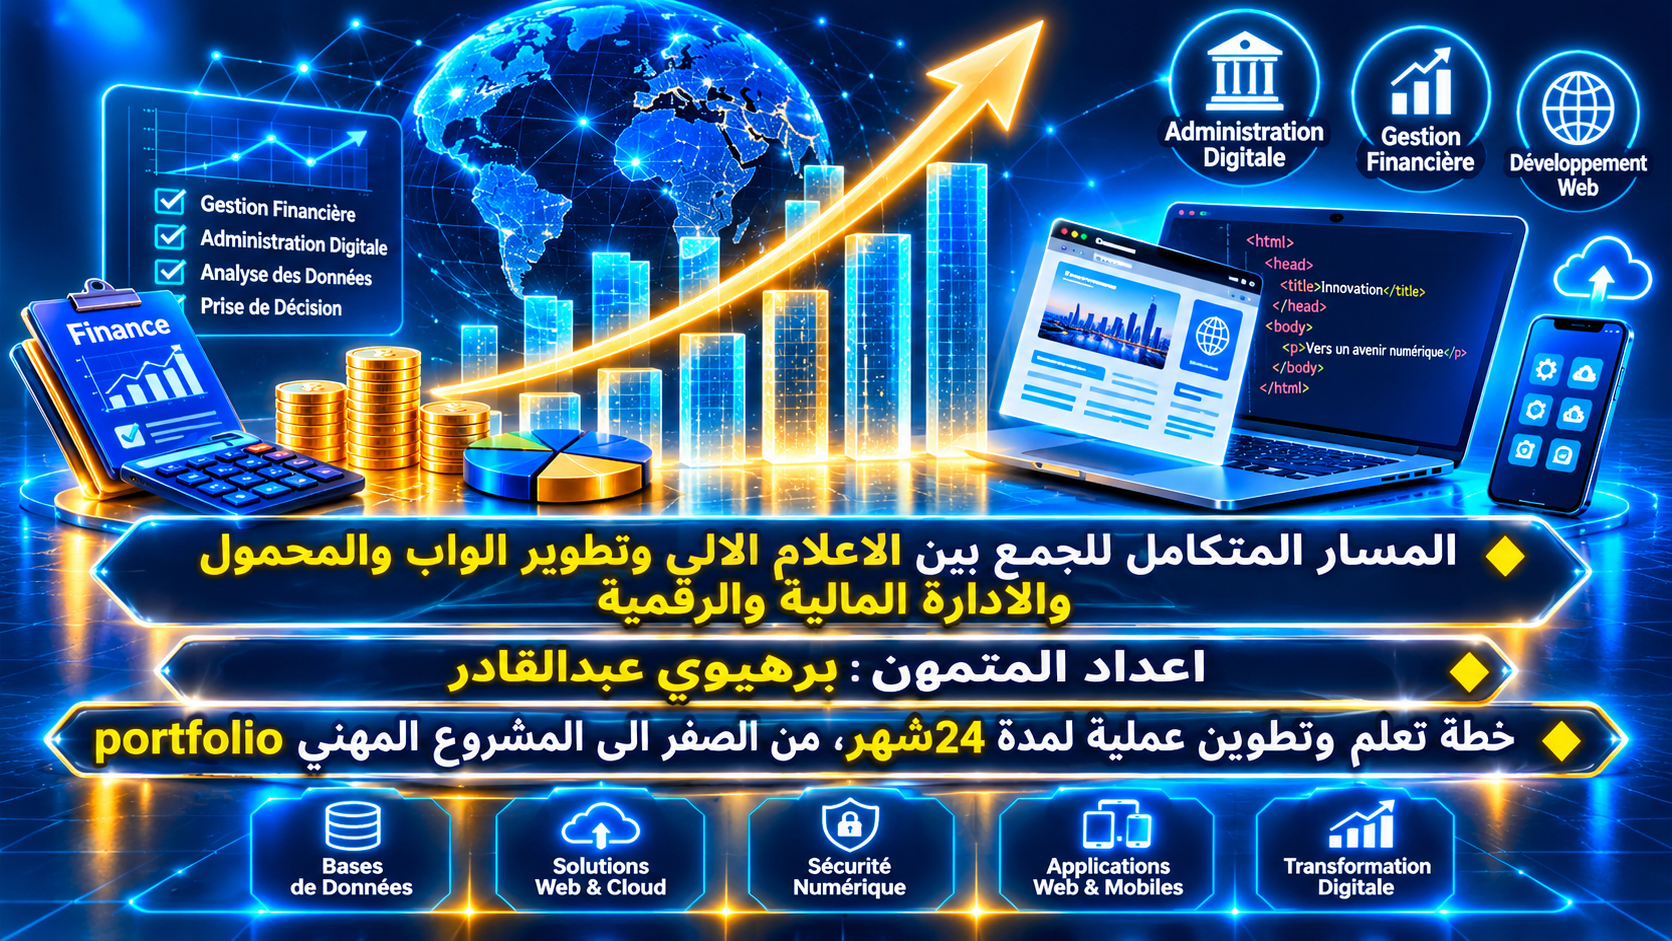 Administration
Digitale
Gestion
Financière
Développement
Web
Gestion Financière
Administration Digitale
Analyse des Données
Prise de Décision
Finance
<html>
<head>
<title>Innovation</title>
</head>
<body>
<p>Vers un avenir numérique</p>
</body>
</html>
المسار المتكامل للجمع بين الاعلام الالي وتطوير الواب والمحمول
والادارة المالية والرقمية
اعداد المتمهن : برهيوي عبدالقادر
خطة تعلم وتطوين عملية لمدة 24شهر، من الصفر الى المشروع المهني portfolio
Bases
de Données
Solutions
Web & Cloud
Sécurité
Numérique
Applications
Web & Mobiles
Transformation
Digitale